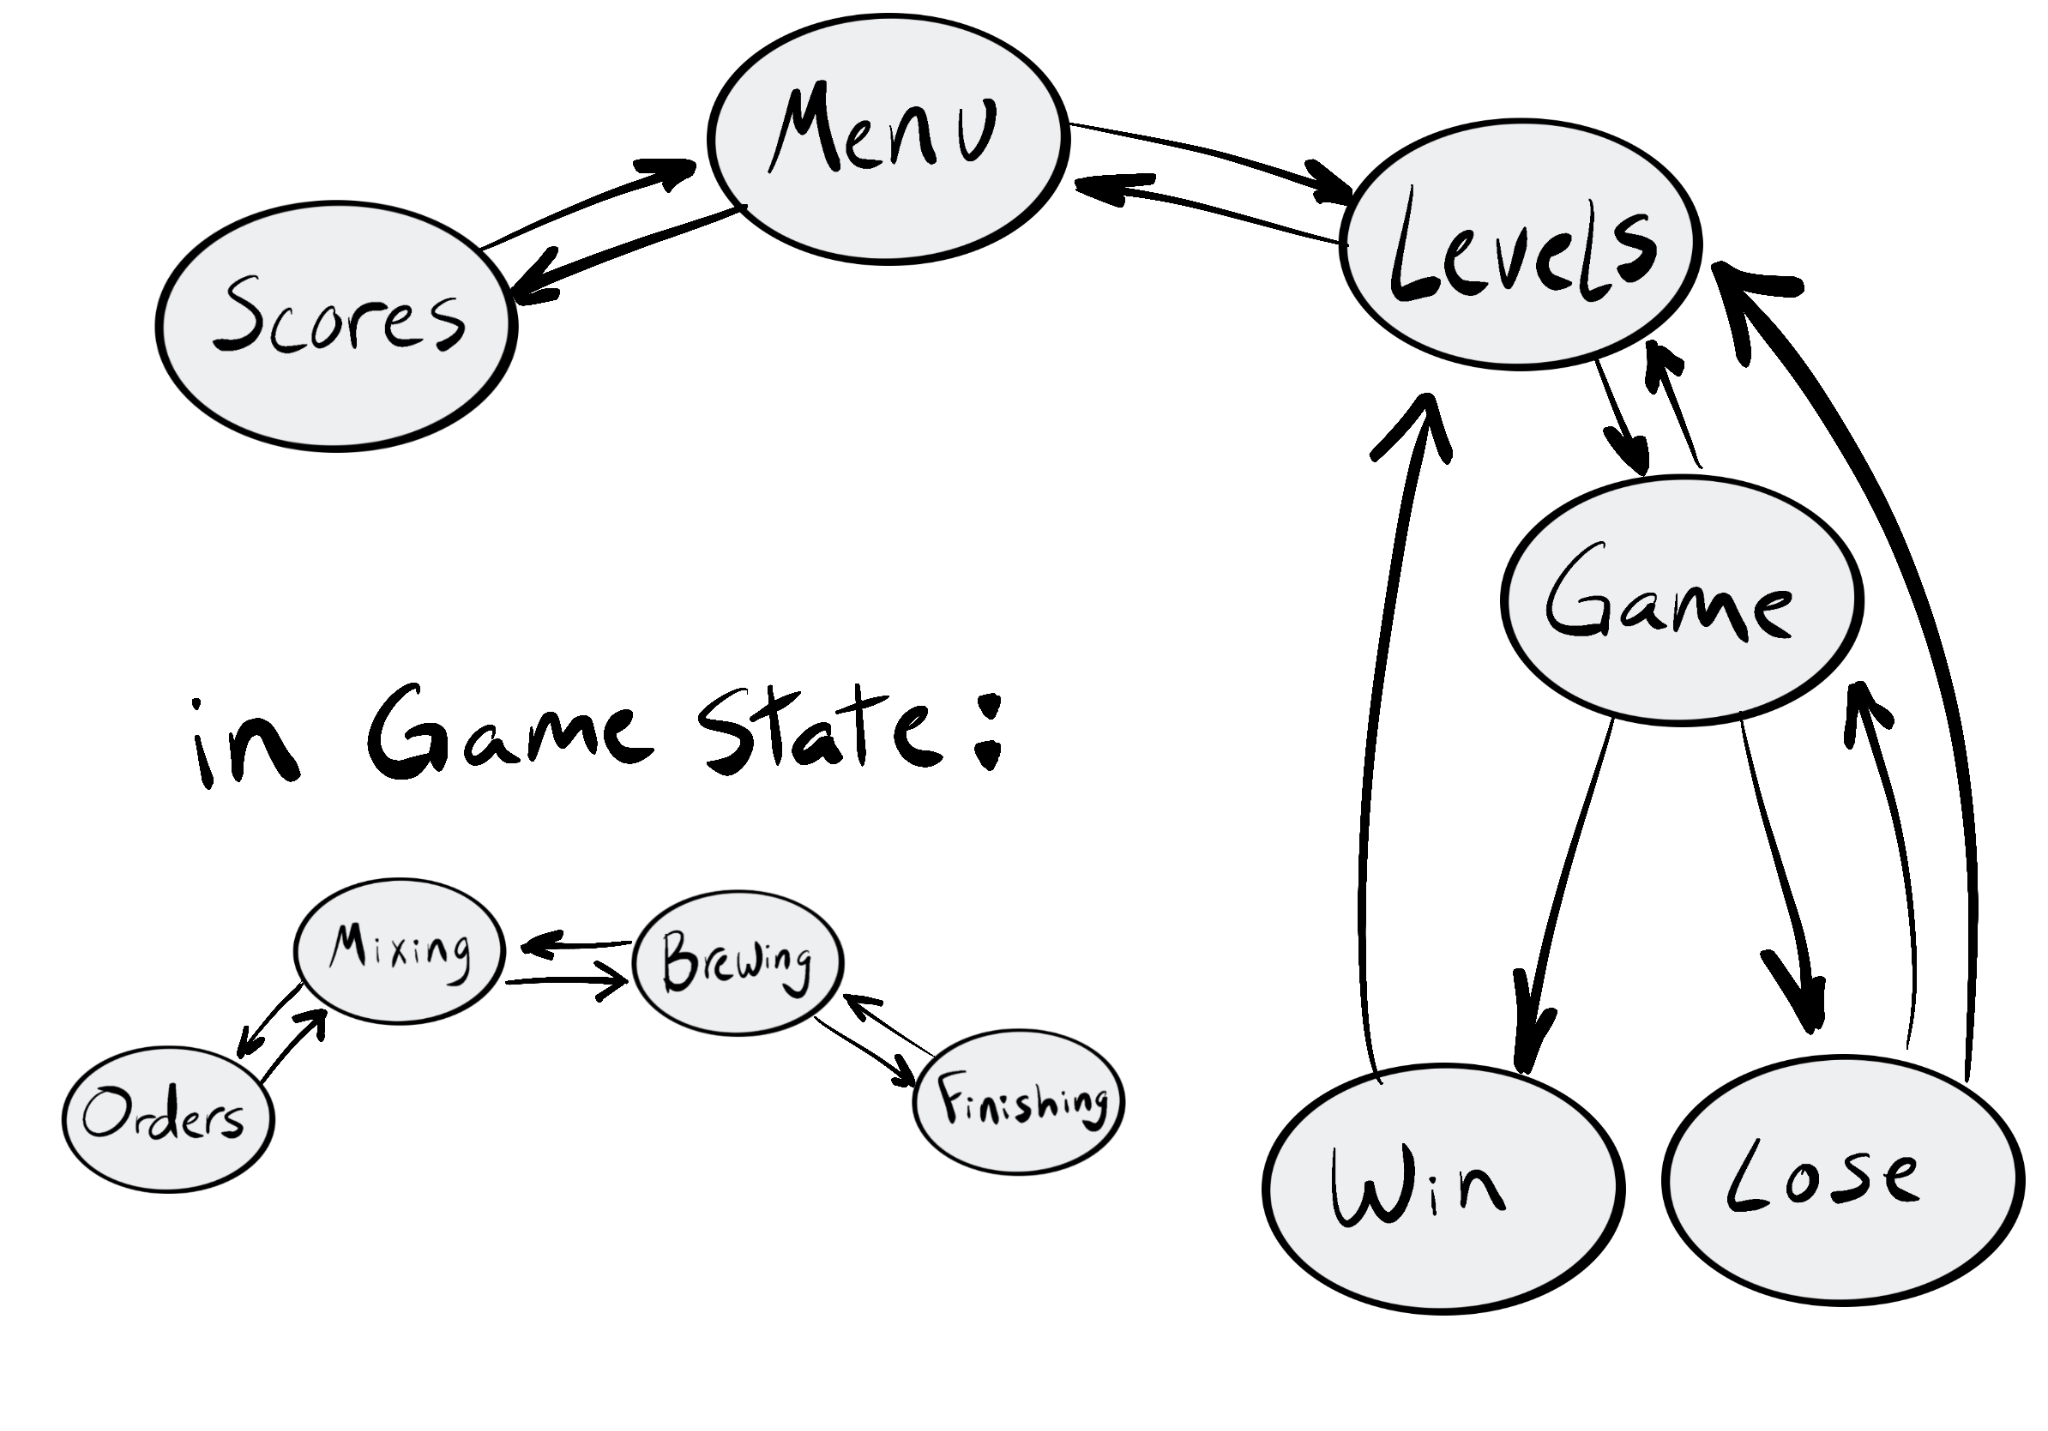 Menu
Scores
Levels
Game
in Game State:
Mixing
Brewing
Orders
Finishing
Win
Lose